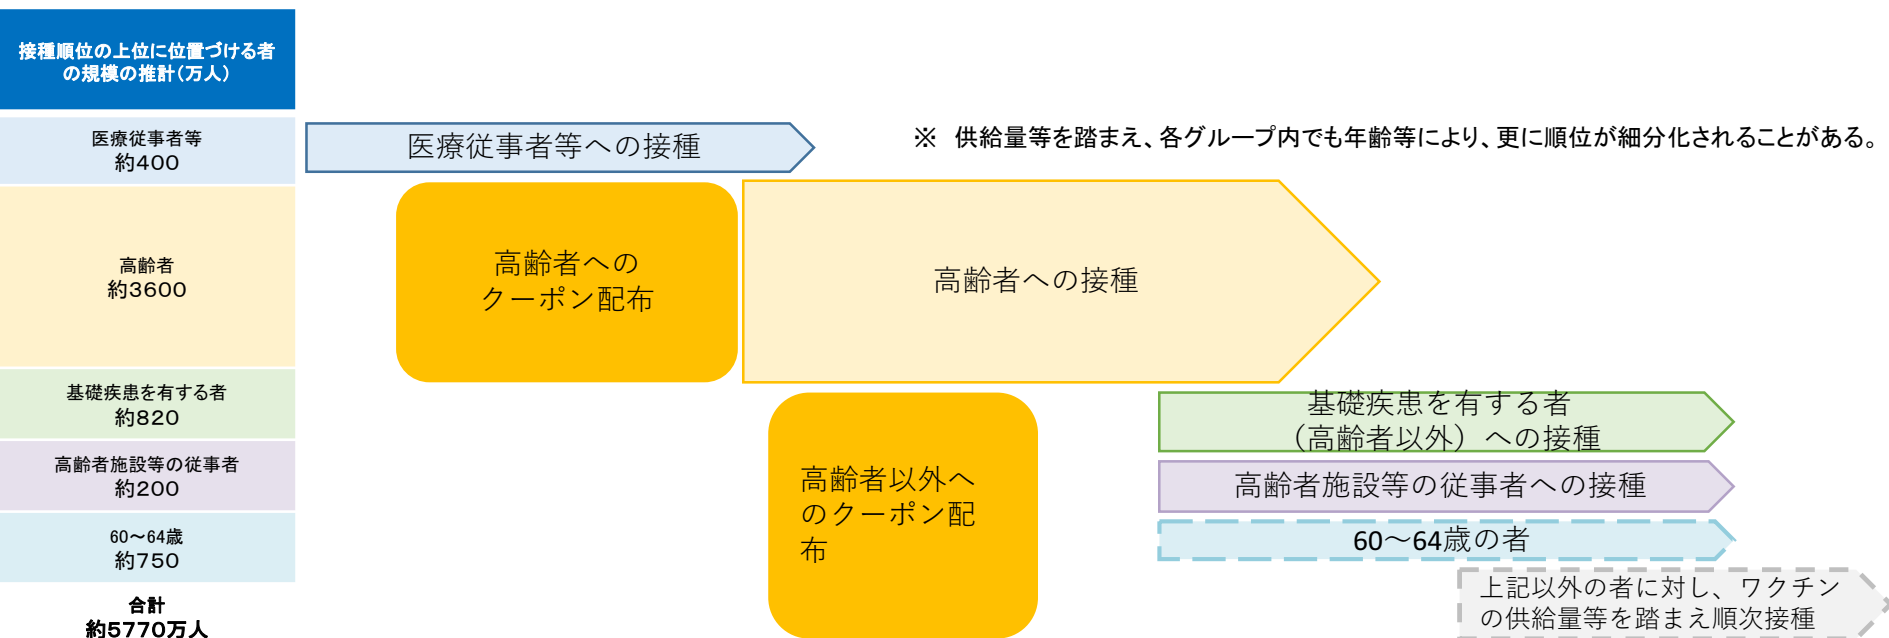 接種順位の上位に位置づける者
の規模の推計(万人)
医療従事者等
約400
医療従事者等への接種
※ 供給量等を踏まえ、各グループ内でも年齢等により、更に順位が細分化されることがある。
高齢者
約3600
高齢者への
クーポン配布
高齢者への接種
基礎疾患を有する者
約820
基礎疾患を有する者
（高齢者以外）への接種
高齢者施設等の従事者
約200
高齢者以外へ
のクーポン配
布
高齢者施設等の従事者への接種
60～64歳
約750
60～64歳の者
合計
約5770万人
上記以外の者に対し、ワクチン
の供給量等を踏まえ順次接種